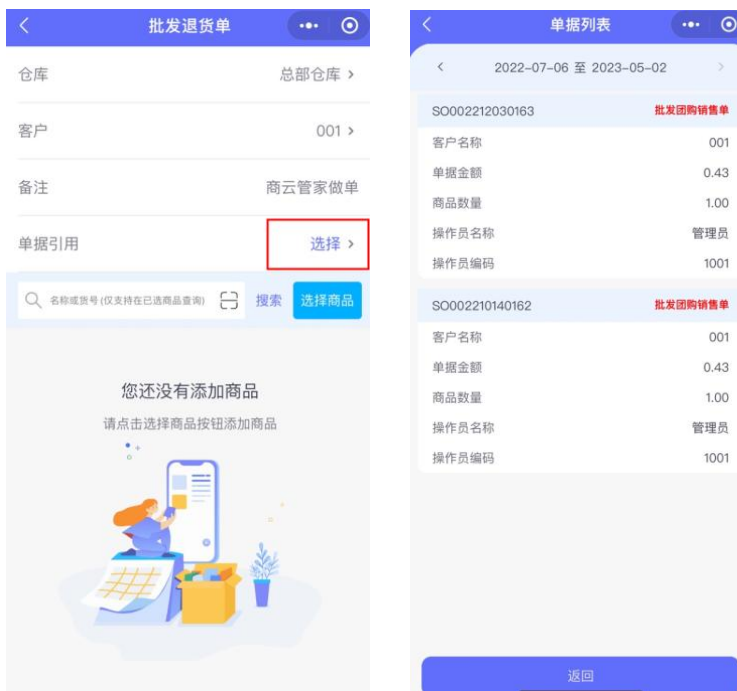 批发退货单
仓库 总部仓库 >
客户 001 >
备注 商云管家做单
单据引用 选择 >
名称或货号(仅支持在已选商品查询) 搜索 选择商品
您还没有添加商品
请点击选择商品按钮添加商品
单据列表
< 2022-07-06 至 2023-05-02 >
SO002212030163 批发团购销售单
客户名称 001
单据金额 0.43
商品数量 1.00
操作员名称 管理员
操作员编码 1001
SO002210140162 批发团购销售单
客户名称 001
单据金额 0.43
商品数量 1.00
操作员名称 管理员
操作员编码 1001
返回